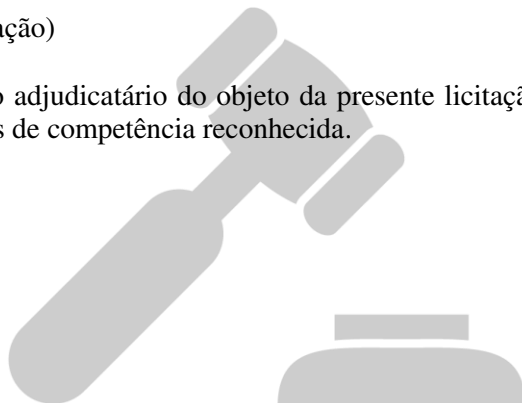 ação)
o adjudicatário do objeto da presente licitaçã
s de competência reconhecida.